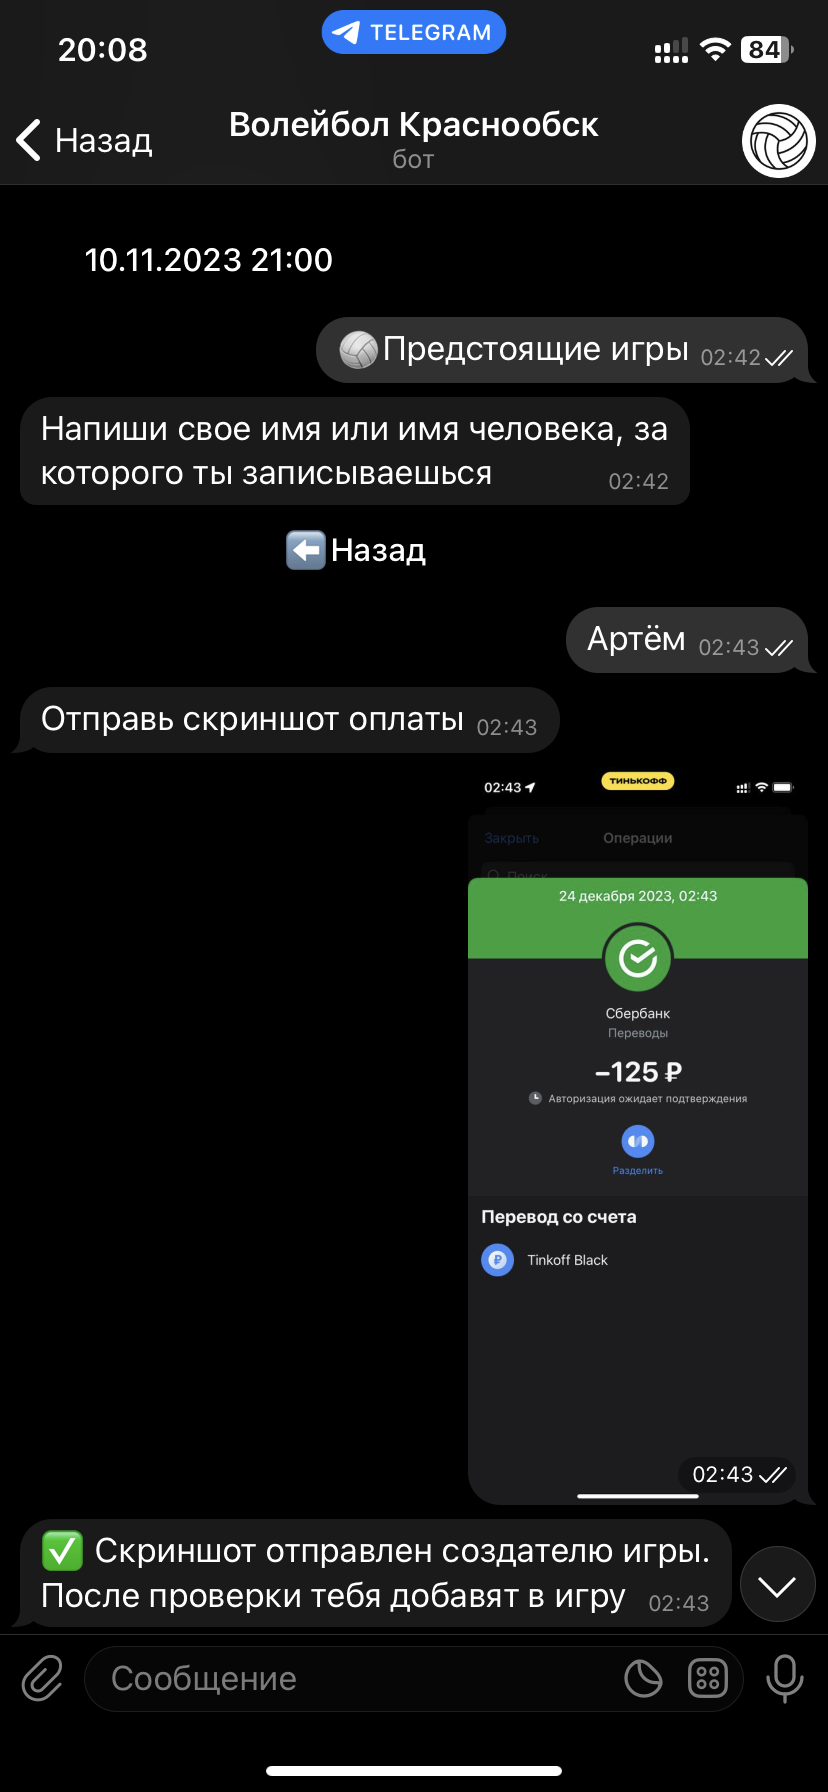 20:08
TELEGRAM
84
Назад
Волейбол Краснообск
бот
10.11.2023 21:00
Предстоящие игры 02:42
Напиши свое имя или имя человека, за
которого ты записываешься 02:42
Назад
Артём 02:43
Отправь скриншот оплаты 02:43
02:43
ТИНЬКОФФ
Закрыть
Операции
Поиск
24 декабря 2023, 02:43
Сбербанк
Переводы
–125 ₽
Авторизация ожидает подтверждения
Разделить
Перевод со счета
₽
Tinkoff Black
02:43
Скриншот отправлен создателю игры.
После проверки тебя добавят в игру 02:43
Сообщение